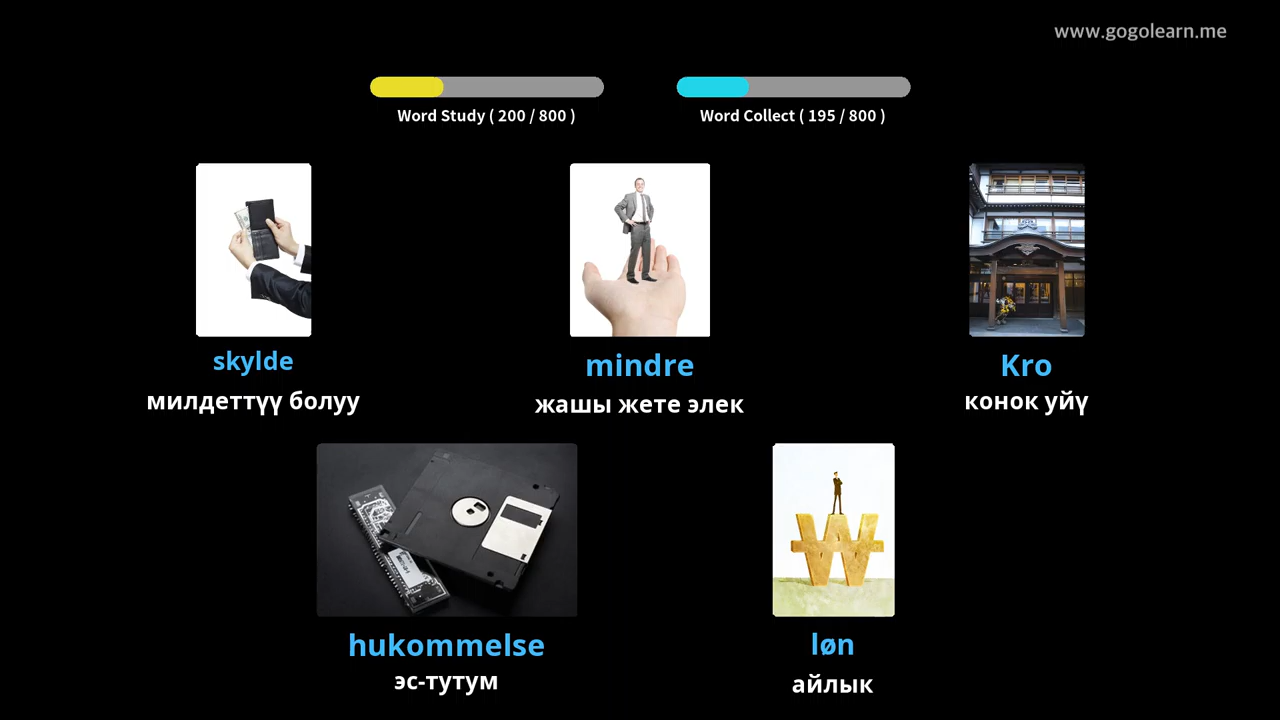 www.gogolearn.me
Word Study ( 200 / 800 )
Word Collect ( 195 / 800 )
skylde
милдеттүү болуу
mindre
жашы жете элек
Kro
конок уйү
hukommelse
эс-тутум
løn
айлык